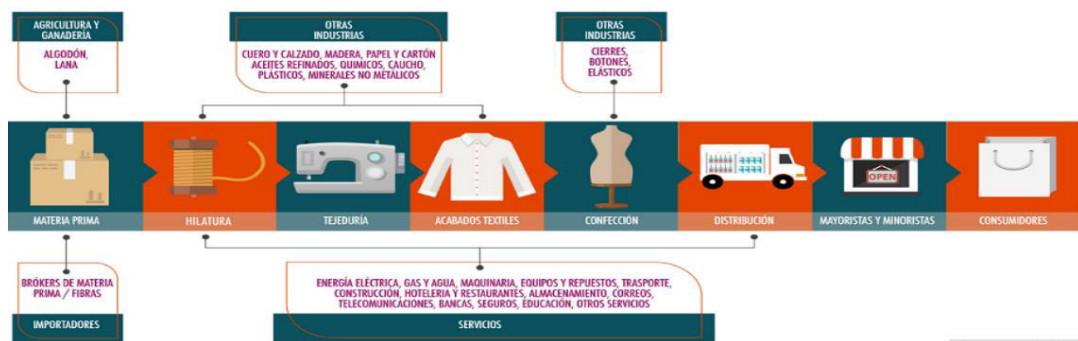 AGRICULTURA Y
GANADERÍA
ALGODÓN,
LANA
OTRAS
INDUSTRIAS
CUERO Y CALZADO, MADERA, PAPEL Y CARTÓN
ACEITES REFINADOS, QUIMICOS, CAUCHO,
PLÁSTICOS, MINERALES NO METÁLICOS
OTRAS
INDUSTRIAS
CIERRES,
BOTONES,
ELÁSTICOS
OPEN
MATERIA PRIMA
HILATURA
TEJEDURÍA
ACABADOS TEXTILES
CONFECCIÓN
DISTRIBUCIÓN
MAYORISTAS Y MINORISTAS
CONSUMIDORES
BRÓKERS DE MATERIA
PRIMA / FIBRAS
IMPORTADORES
ENERGÍA ELÉCTRICA, GAS Y AGUA, MAQUINARIA, EQUIPOS Y REPUESTOS, TRASPORTE,
CONSTRUCCIÓN, HOTELERIA Y RESTAURANTES, ALMACENAMIENTO, CORREOS,
TELECOMUNICACIONES, BANCAS, SEGUROS, EDUCACIÓN, OTROS SERVICIOS
SERVICIOS